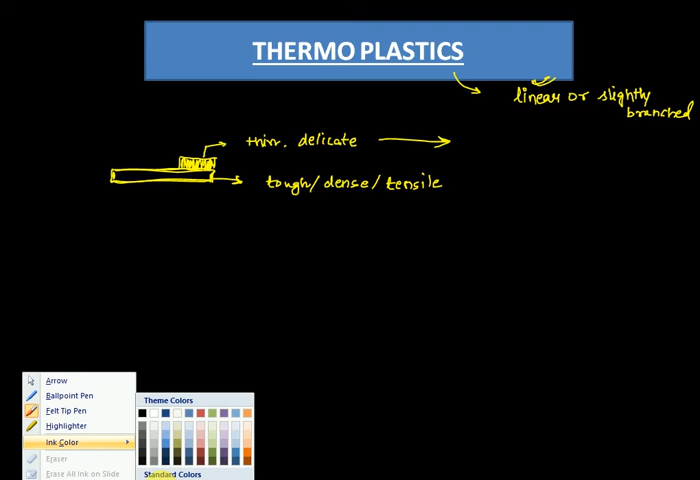 THERMO PLASTICS
linear or slightly
branched
thin. delicate
tough/dense/tensile
Arrow
Ballpoint Pen
Felt Tip Pen
Highlighter
Ink Color
Eraser
Erase All Ink on Slide
Theme Colors
Standard Colors